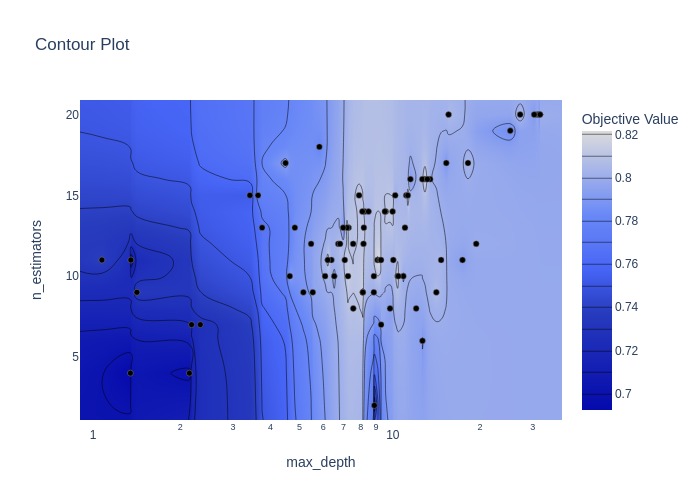 Contour Plot
Objective Value
20
15
10
5
n_estimators
0.82
0.8
0.78
0.76
0.74
0.72
0.7
1 2 3 4 5 6 7 8 9 10 2 3
max_depth